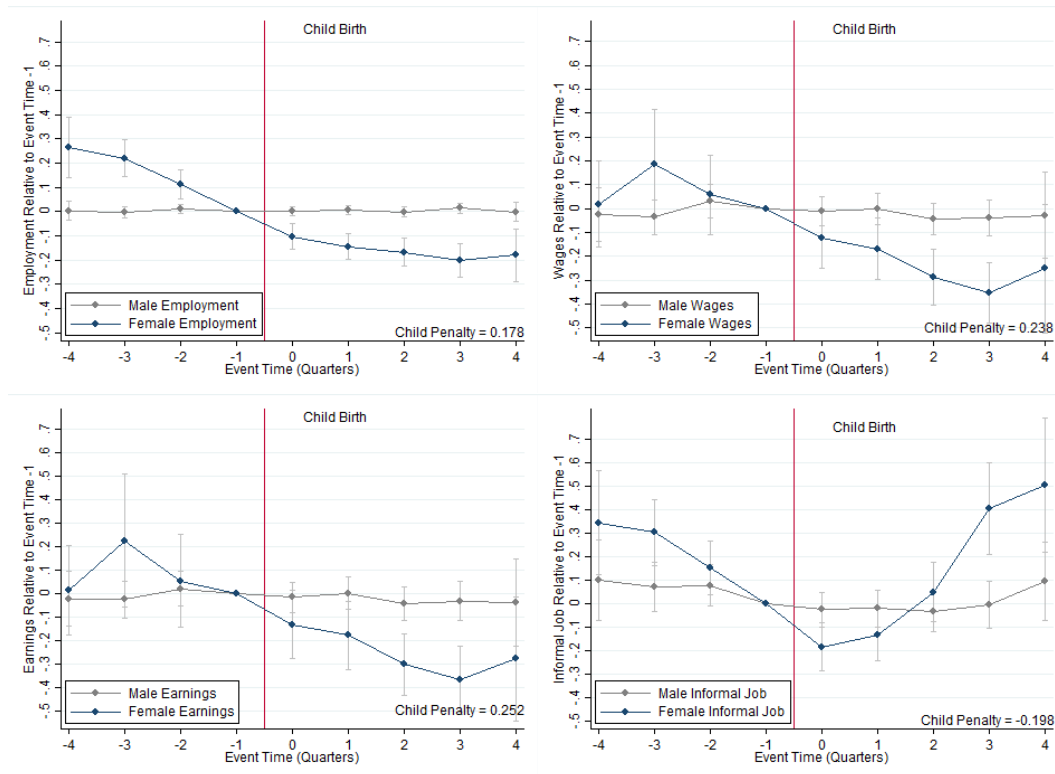 Child Birth
Employment Relative to Event Time -1
.7
.6
.5
.4
.3
.2
.1
0
-.1
-.2
-.3
-.4
-.5
Male Employment
Female Employment
Child Penalty = 0.178
-4 -3 -2 -1 0 1 2 3 4
Event Time (Quarters)
Child Birth
Wages Relative to Event Time -1
.7
.6
.5
.4
.3
.2
.1
0
-.1
-.2
-.3
-.4
-.5
Male Wages
Female Wages
Child Penalty = 0.238
-4 -3 -2 -1 0 1 2 3 4
Event Time (Quarters)
Child Birth
Earnings Relative to Event Time -1
.7
.6
.5
.4
.3
.2
.1
0
-.1
-.2
-.3
-.4
-.5
Male Earnings
Female Earnings
Child Penalty = 0.252
-4 -3 -2 -1 0 1 2 3 4
Event Time (Quarters)
Child Birth
Informal Job Relative to Event Time -1
.7
.6
.5
.4
.3
.2
.1
0
-.1
-.2
-.3
-.4
-.5
Male Informal Job
Female Informal Job
Child Penalty = -0.198
-4 -3 -2 -1 0 1 2 3 4
Event Time (Quarters)